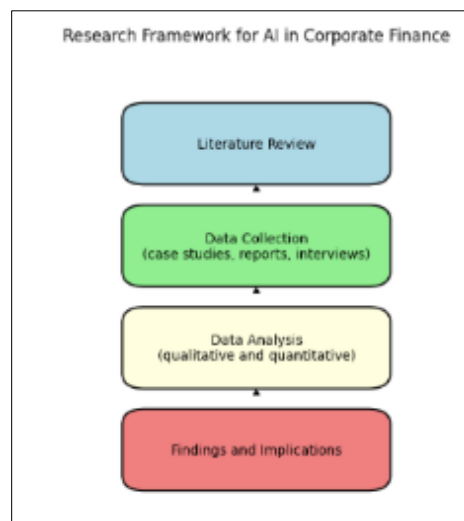 Research Framework for AI in Corporate Finance
Literature Review
Data Collection
(case studies, reports, interviews)
Data Analysis
(qualitative and quantitative)
Findings and Implications